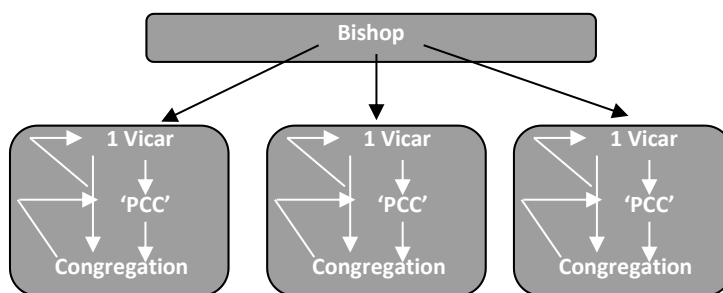 Bishop
1 Vicar
‘PCC’
Congregation
1 Vicar
‘PCC’
Congregation
1 Vicar
‘PCC’
Congregation